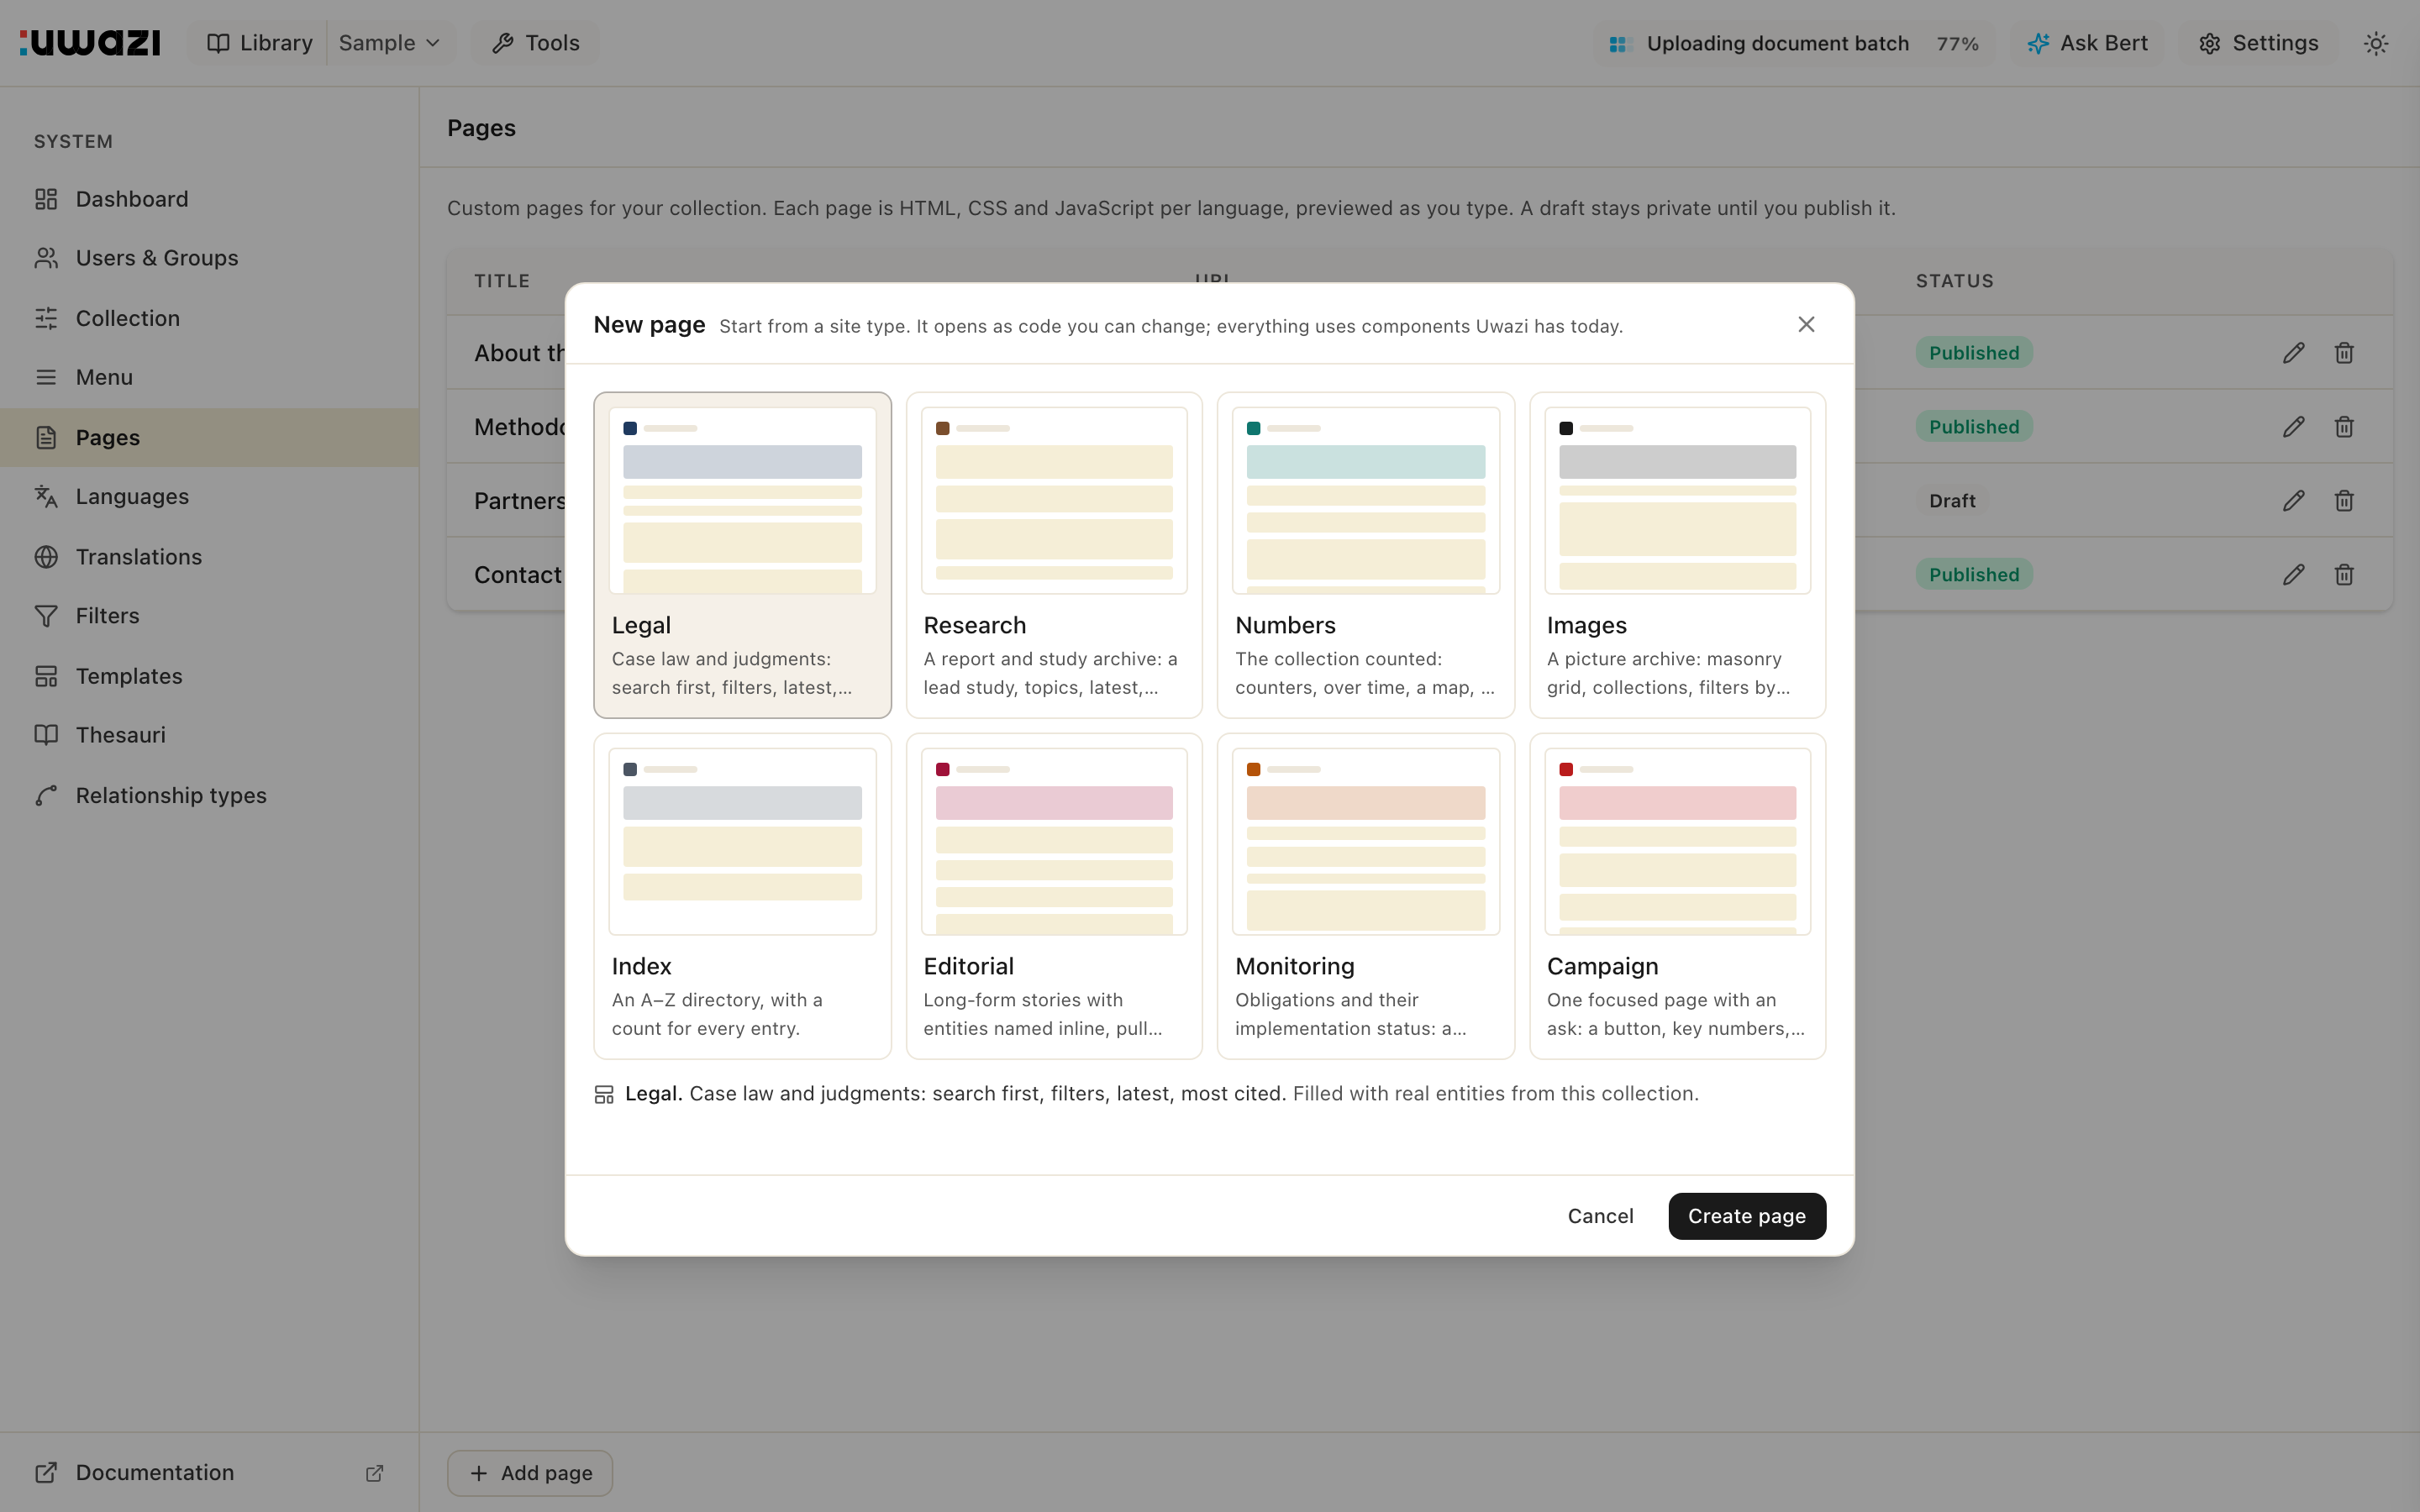 uwazi
Library
Sample
Tools
Uploading document batch 77%
Ask Bert
Settings
SYSTEM
Dashboard
Users & Groups
Collection
Menu
Pages
Languages
Translations
Filters
Templates
Thesauri
Relationship types
Documentation
Pages
Custom pages for your collection. Each page is HTML, CSS and JavaScript per language, previewed as you type. A draft stays private until you publish it.
TITLE
STATUS
About
Published
Published
Partners
Draft
Contact
Published
New page
Start from a site type. It opens as code you can change; everything uses components Uwazi has today.
Legal
Case law and judgments:
search first, filters, latest,...
Research
A report and study archive: a
lead study, topics, latest,...
Numbers
The collection counted:
counters, over time, a map, ...
Images
A picture archive: masonry
grid, collections, filters by...
Index
An A–Z directory, with a
count for every entry.
Editorial
Long-form stories with
entities named inline, pull...
Monitoring
Obligations and their
implementation status: a...
Campaign
One focused page with an
ask: a button, key numbers,...
Legal. Case law and judgments: search first, filters, latest, most cited. Filled with real entities from this collection.
Cancel
Create page
Add page